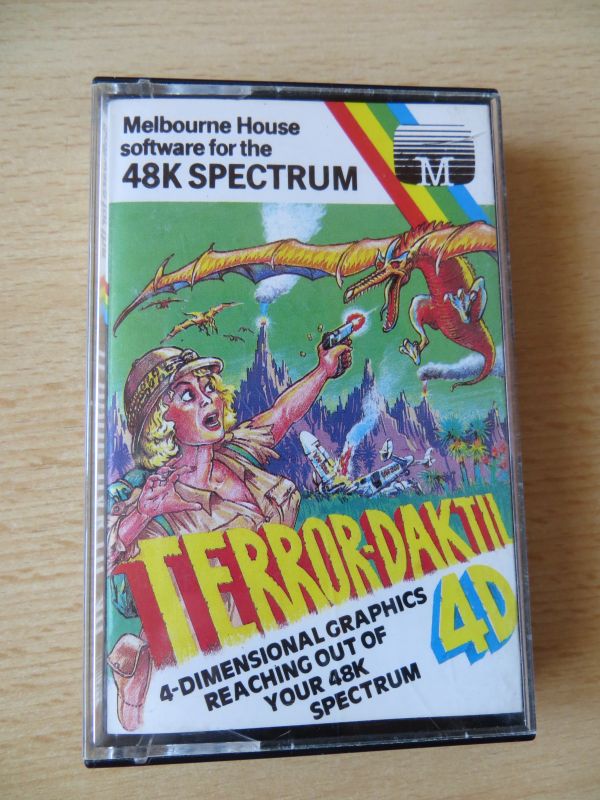 Melbourne House
software for the
48K SPECTRUM
M
TERROR-DAKTIL
4D
4-DIMENSIONAL GRAPHICS
REACHING OUT OF
YOUR 48K
SPECTRUM